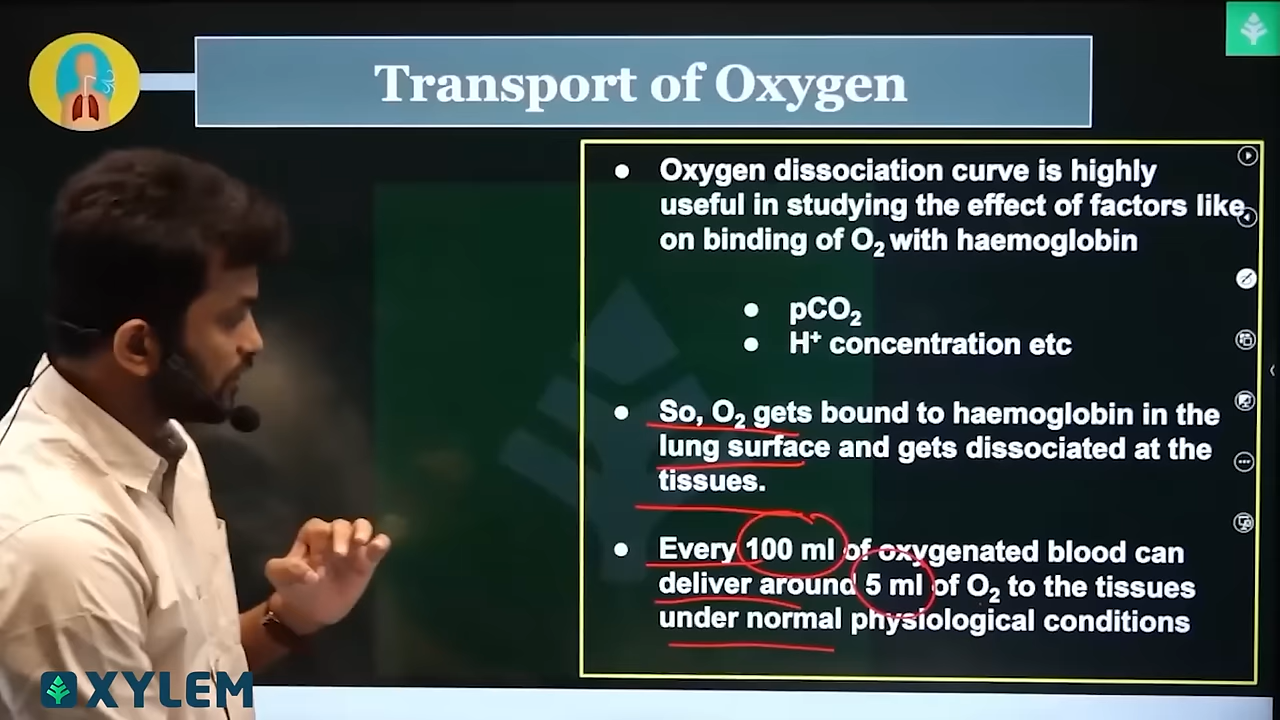 Transport of Oxygen
● Oxygen dissociation curve is highly
useful in studying the effect of factors like
on binding of O₂ with haemoglobin
● pCO₂
● H⁺ concentration etc
● So, O₂ gets bound to haemoglobin in the
lung surface and gets dissociated at the
tissues.
● Every 100 ml of oxygenated blood can
deliver around 5 ml of O₂ to the tissues
under normal physiological conditions
XYLEM